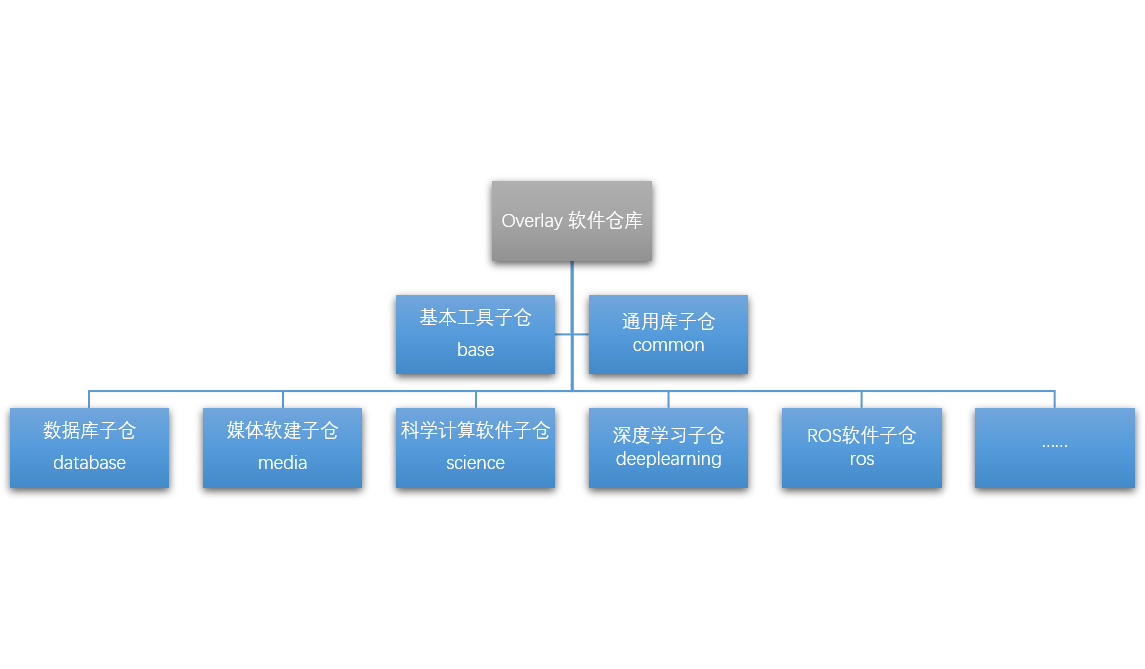 Overlay 软件仓库
基本工具子仓
base
通用库子仓
common
数据库子仓
database
媒体软建子仓
media
科学计算软件子仓
science
深度学习子仓
deeplearning
ROS软件子仓
ros
......